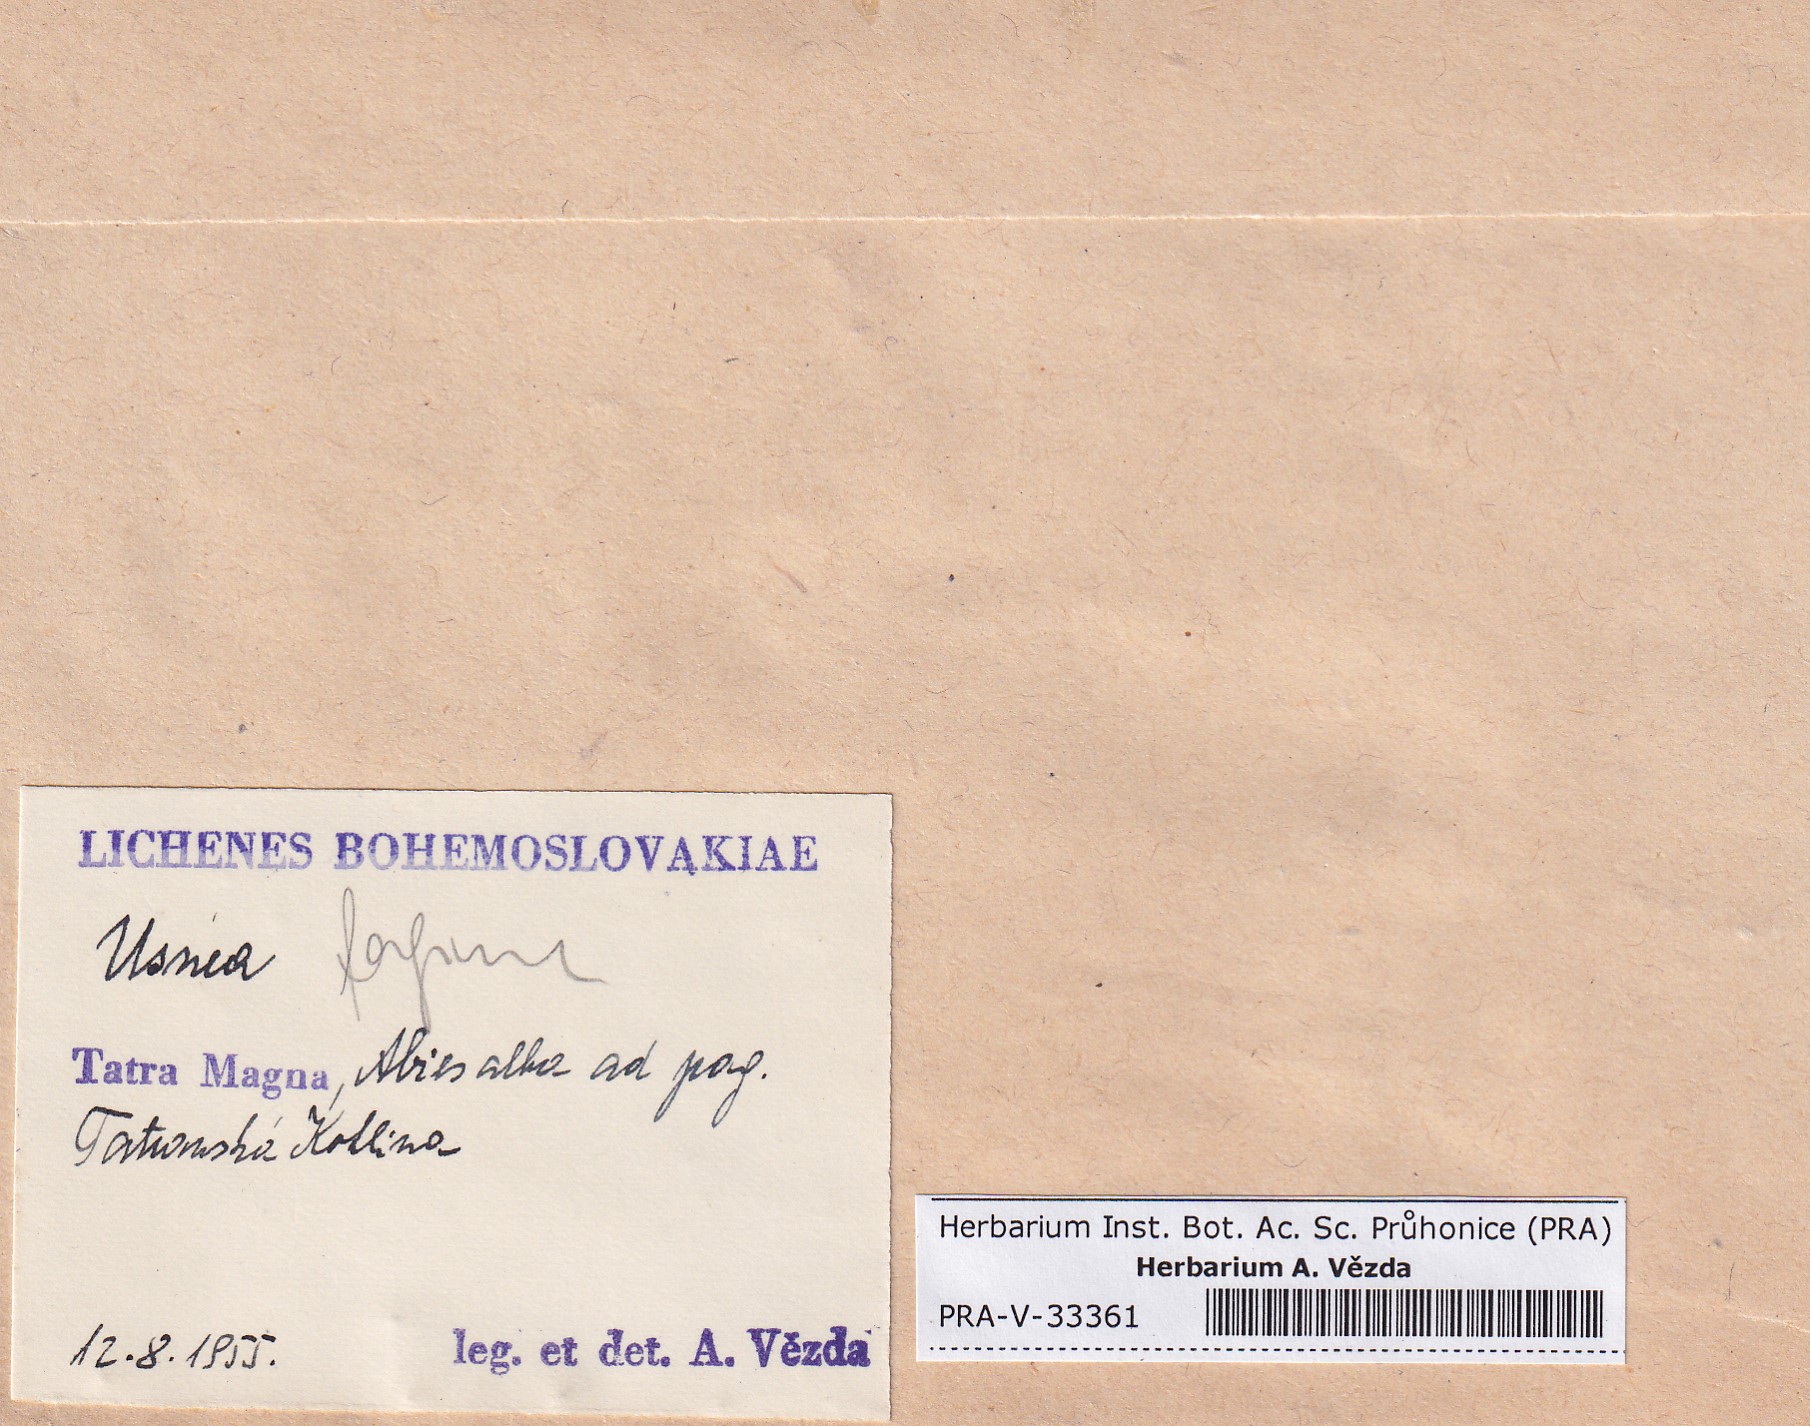 LICHENES BOHEMOSLOVAKIAE
Usnea
Tatra Magna, Abies alba ad pag.
Tatranská Kotlina
12.8.1955.
leg. et det. A. Vězda
Herbarium Inst. Bot. Ac. Sc. Průhonice (PRA)
Herbarium A. Vězda
PRA-V-33361